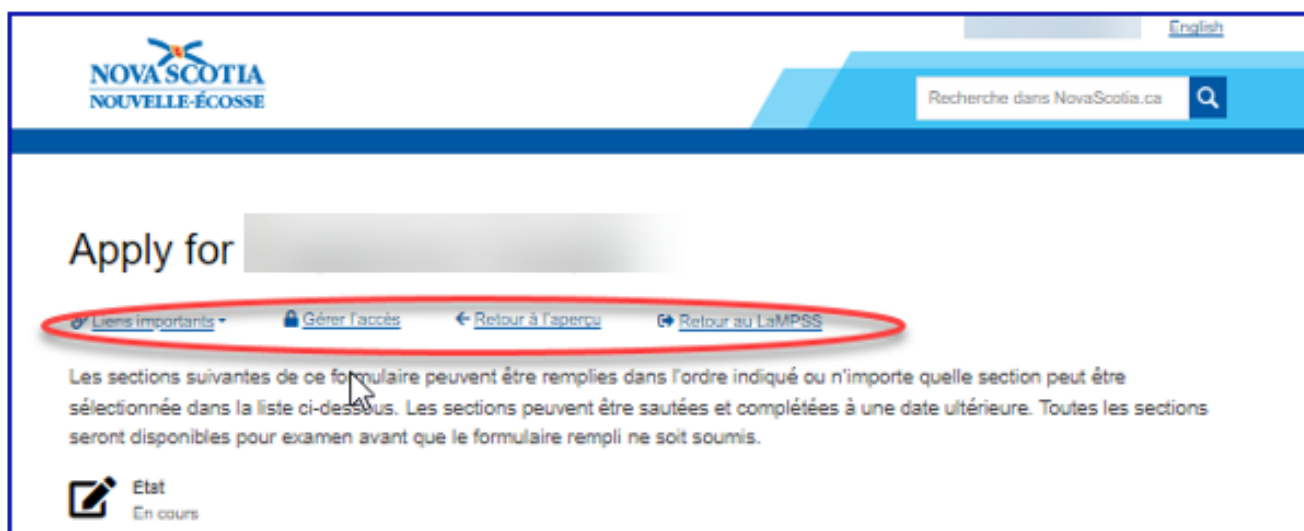 English
NOVA SCOTIA
NOUVELLE-ÉCOSSE
Recherche dans NovaScotia.ca
Apply for
Liens importants Gérer l'accès Retour à l'aperçu Retour au LaMPSS
Les sections suivantes de ce formulaire peuvent être remplies dans l'ordre indiqué ou n'importe quelle section peut être
sélectionnée dans la liste ci-dessous. Les sections peuvent être sautées et complétées à une date ultérieure. Toutes les sections
seront disponibles pour examen avant que le formulaire rempli ne soit soumis.
État
En cours